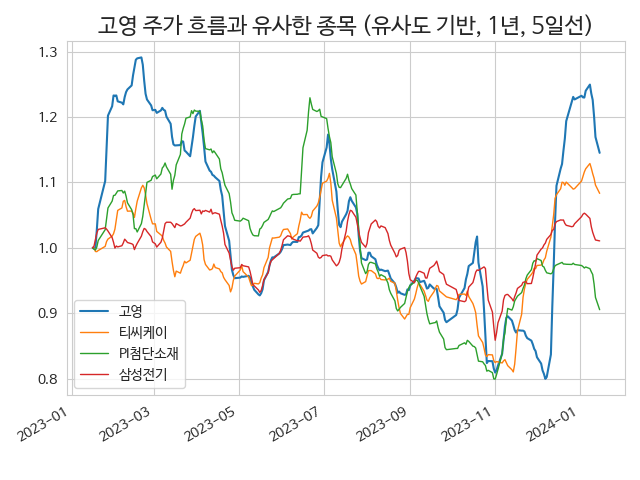 고영 주가 흐름과 유사한 종목 (유사도 기반, 1년, 5일선)
1.3
1.2
1.1
1.0
0.9
0.8
고영
티씨케이
PI첨단소재
삼성전기
2023-01
2023-03
2023-05
2023-07
2023-09
2023-11
2024-01